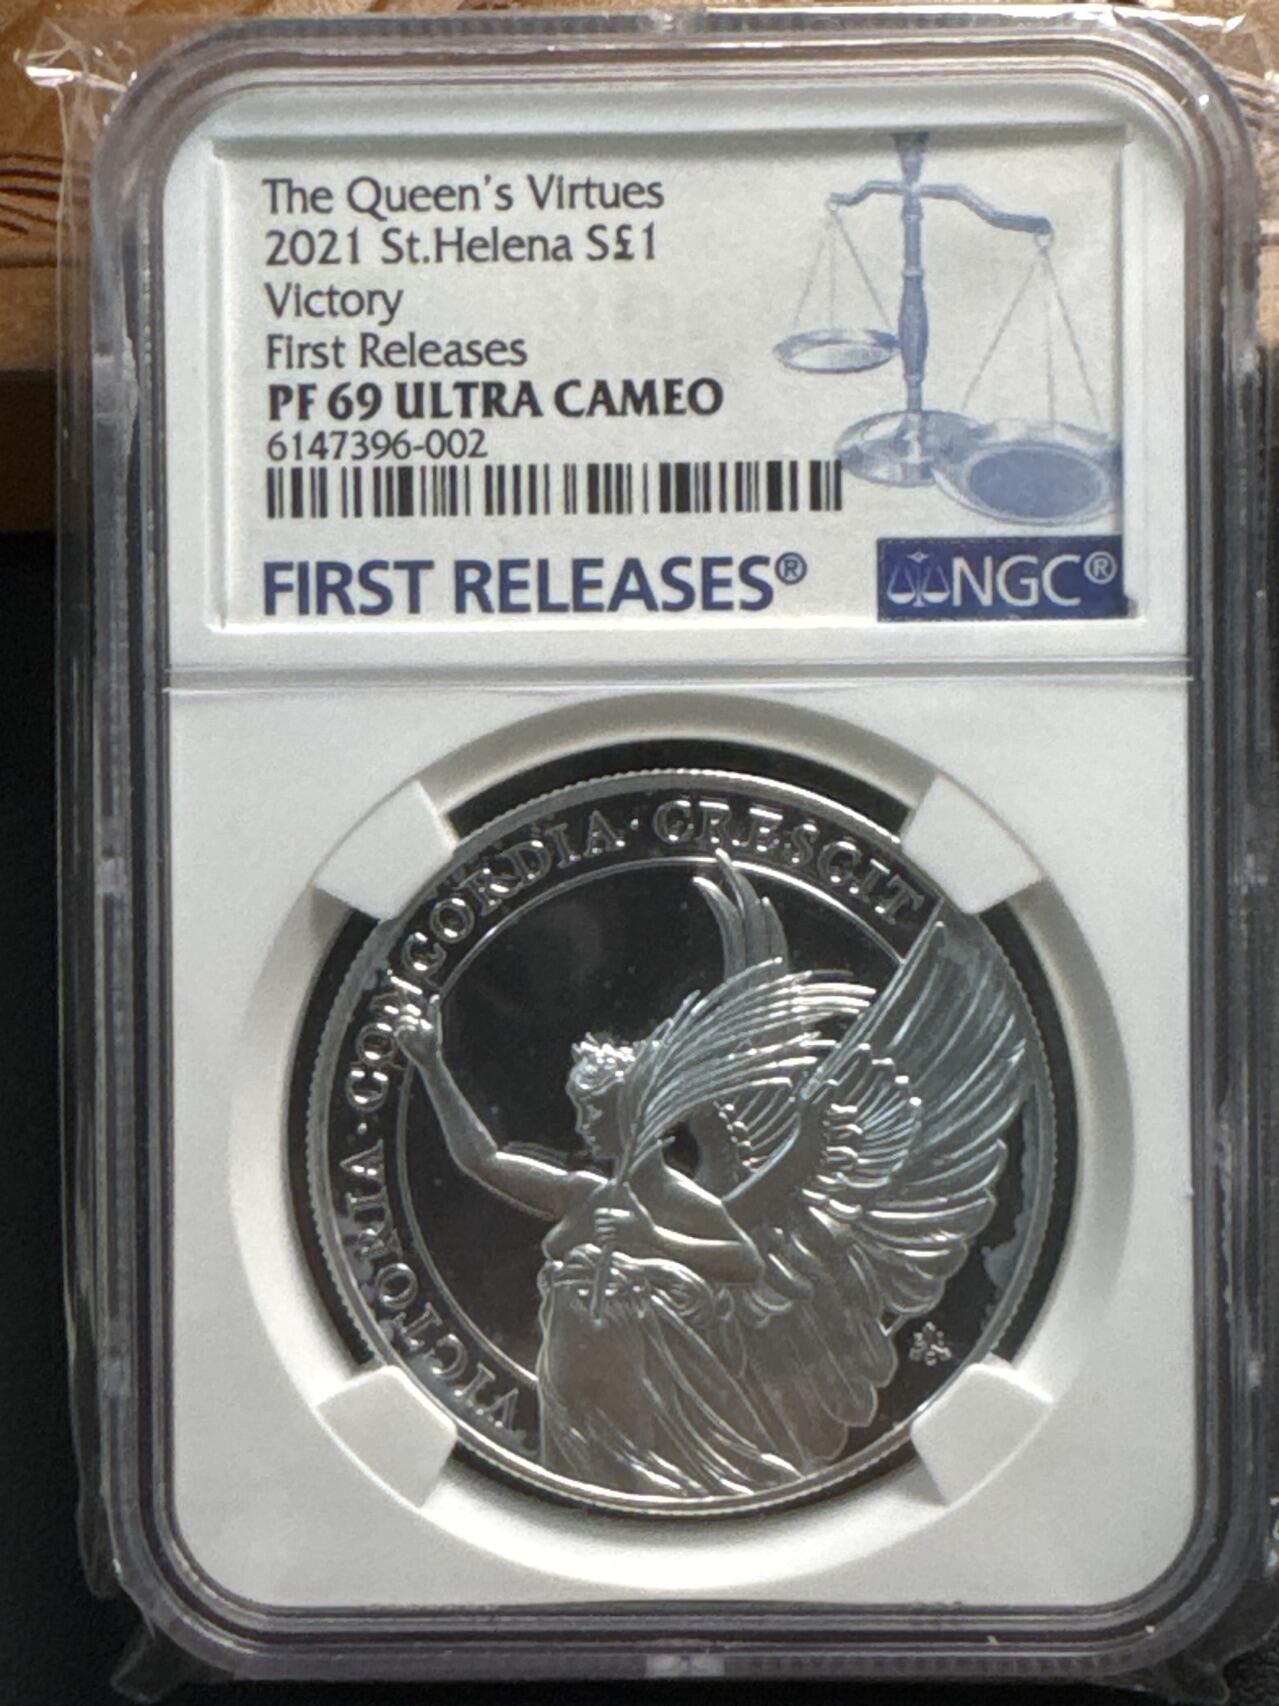 The Queen's Virtues
2021 St.Helena S£1
Victory
First Releases
PF 69 ULTRA CAMEO
6147396-002
FIRST RELEASES®
NGC®
VICTORIA · CONCORDIA · CRESCIT